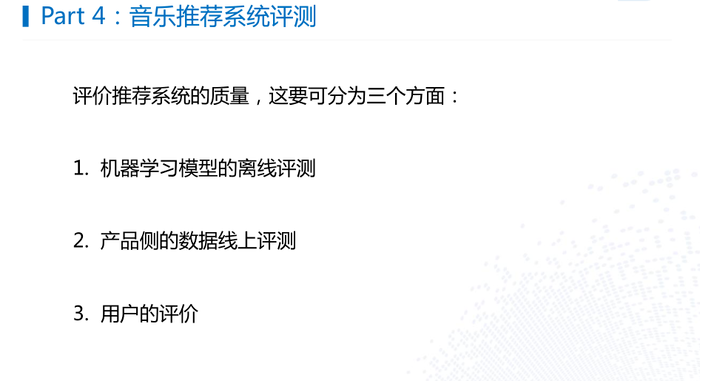 Part 4：音乐推荐系统评测
评价推荐系统的质量，这要可分为三个方面：
1. 机器学习模型的离线评测
2. 产品侧的数据线上评测
3. 用户的评价